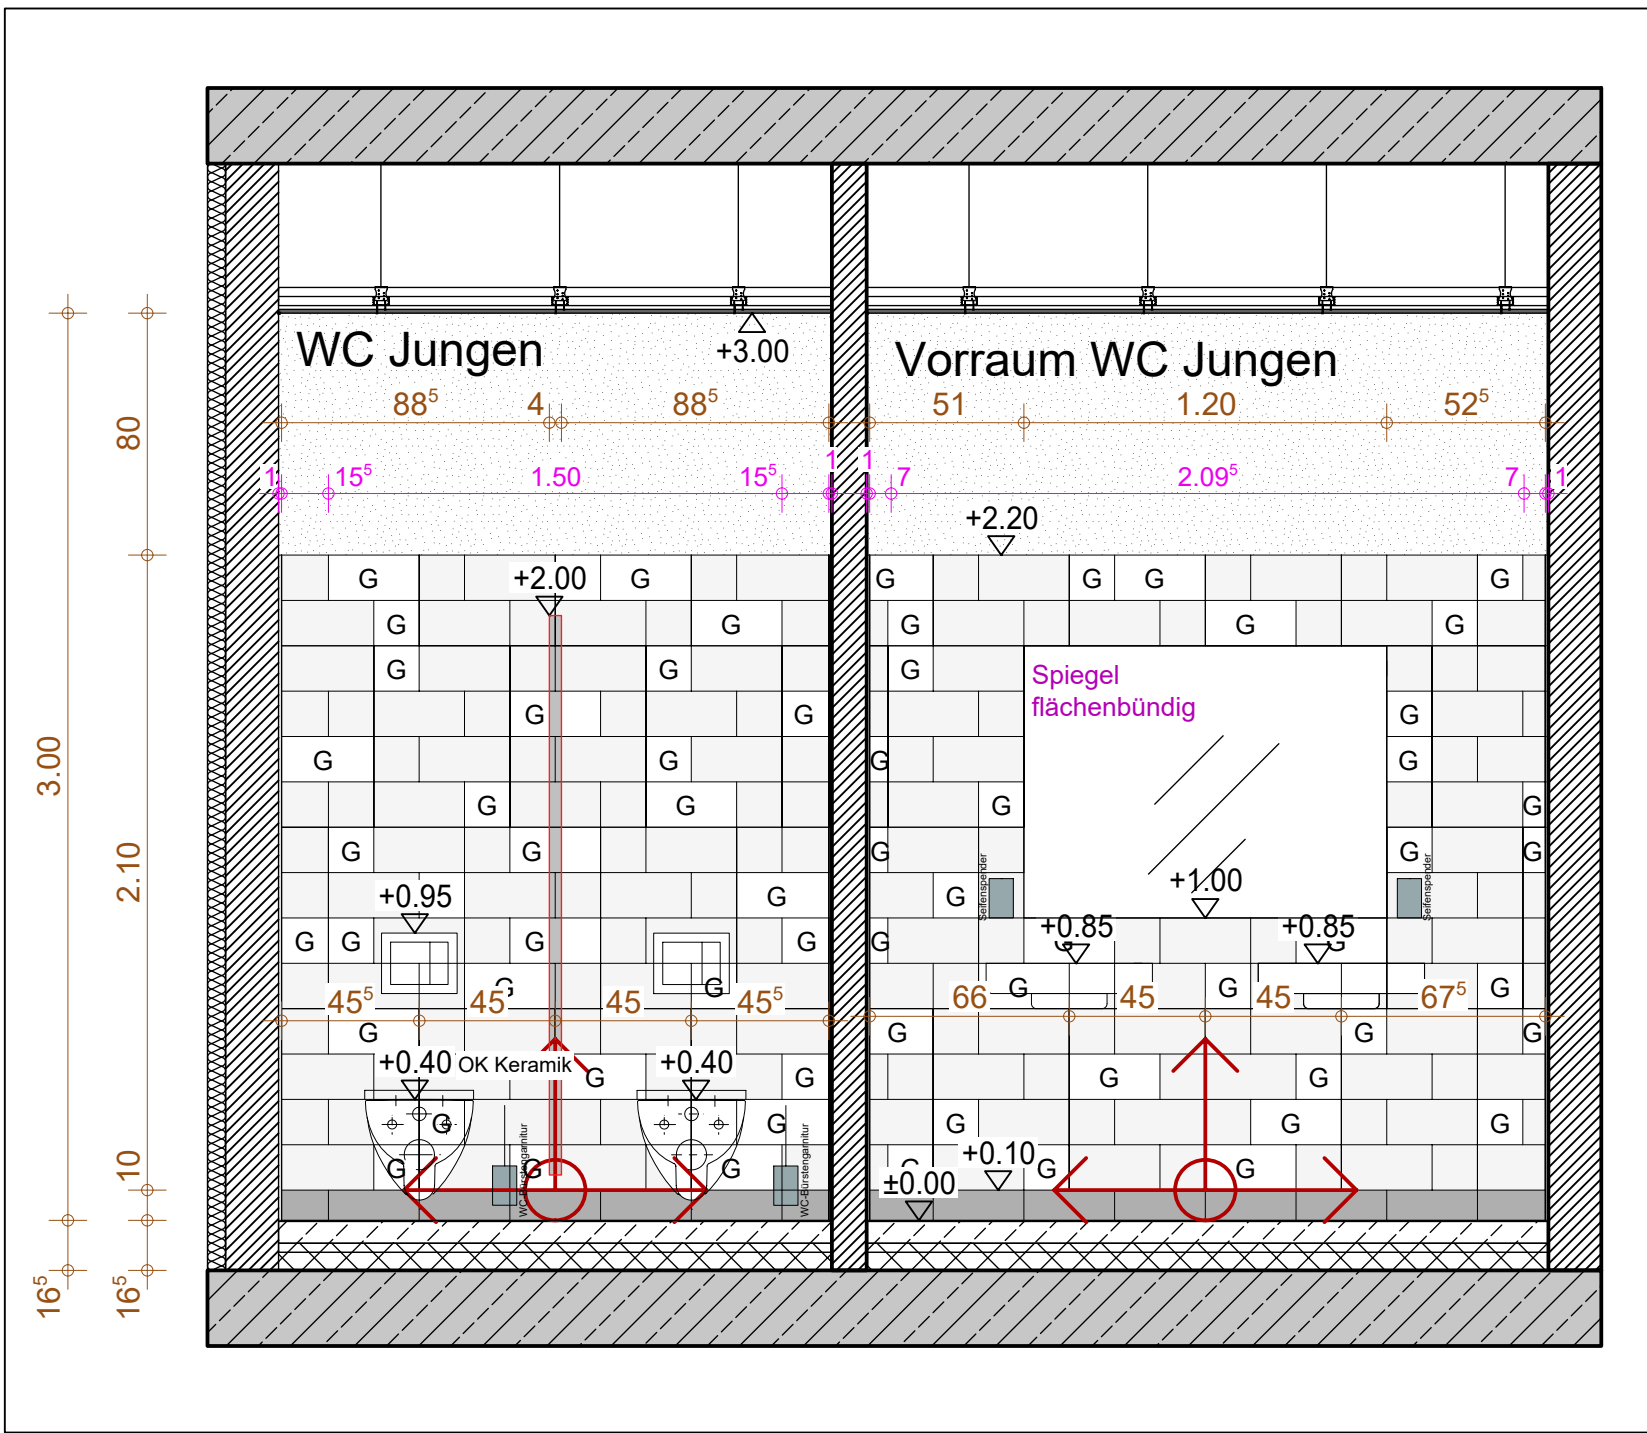 WC Jungen
+3.00
Vorraum WC Jungen
88⁵ 4 88⁵ 51 1.20 52⁵
80
1 15⁵ 1.50 15⁵ 1 1 7 2.09⁵ 7 1
+2.20
G G G G G G
+2.00
G G G G G
G G G
Spiegel
flächenbündig
G G G
3.00
G G G G
G G G G
2.10
G G G G G
Seifenspender
Seifenspender
+0.95 G G +1.00
G G G G G +0.85 G +0.85 G
G G G G G
45⁵ 45 45 45⁵ 66 45 45 67⁵
G G G G
+0.40 OK Keramik +0.40
G G G G
G G G G G
WC-Bürstengarnitur
WC-Bürstengarnitur
10
G G G G G G
±0.00 +0.10
16⁵ 16⁵